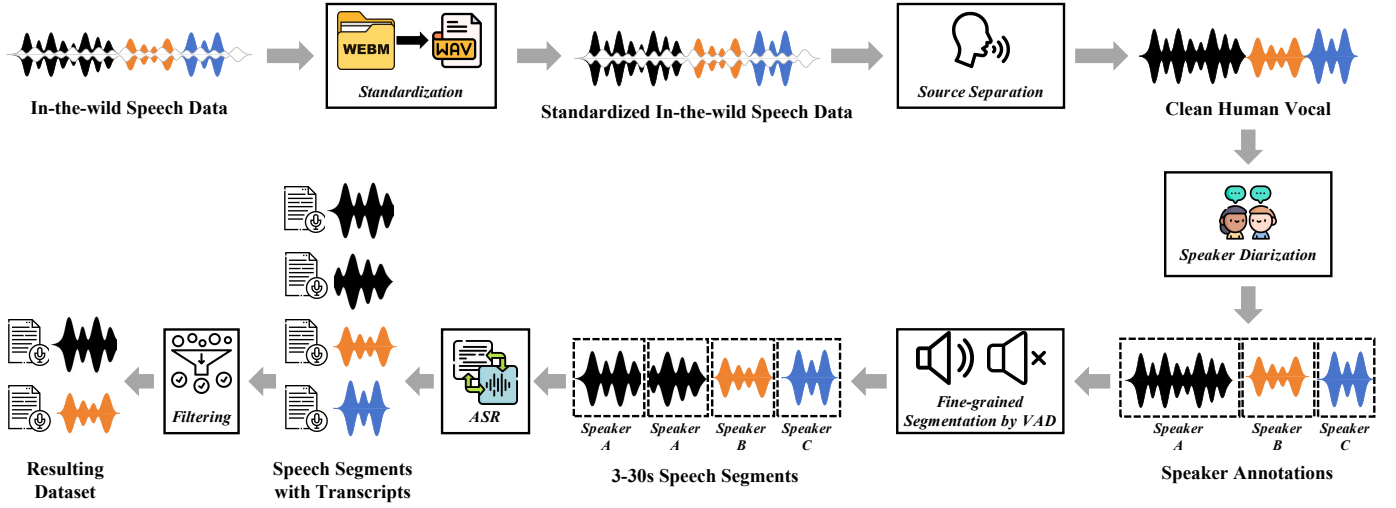 WEBM
WAV
Standardization
Source Separation
In-the-wild Speech Data
Standardized In-the-wild Speech Data
Clean Human Vocal
Speaker Diarization
Filtering
ASR
Fine-grained
Segmentation by VAD
Speaker
A
Speaker
A
Speaker
B
Speaker
C
Speaker
A
Speaker
B
Speaker
C
Resulting
Dataset
Speech Segments
with Transcripts
3-30s Speech Segments
Speaker Annotations